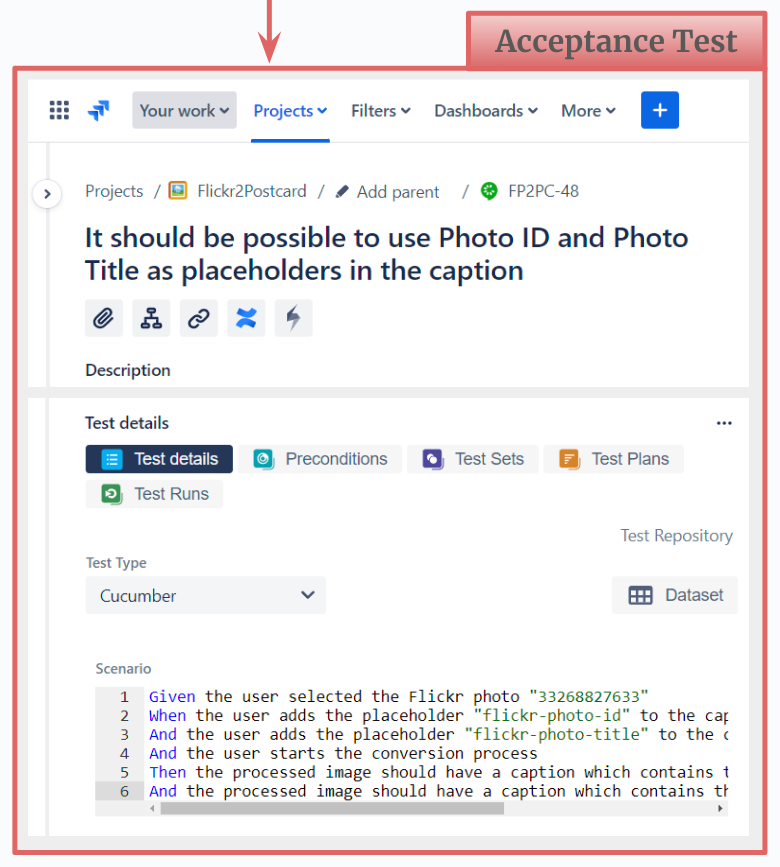 Acceptance Test
Your work Projects Filters Dashboards More +
Projects / Flickr2Postcard / Add parent / FP2PC-48
It should be possible to use Photo ID and Photo
Title as placeholders in the caption
Description
Test details
Test details Preconditions Test Sets Test Plans
Test Runs
Test Repository
Test Type
Cucumber Dataset
Scenario
1 Given the user selected the Flickr photo "33268827633"
2 When the user adds the placeholder "flickr-photo-id" to the cap
3 And the user adds the placeholder "flickr-photo-title" to the c
4 And the user starts the conversion process
5 Then the processed image should have a caption which contains t
6 And the processed image should have a caption which contains th